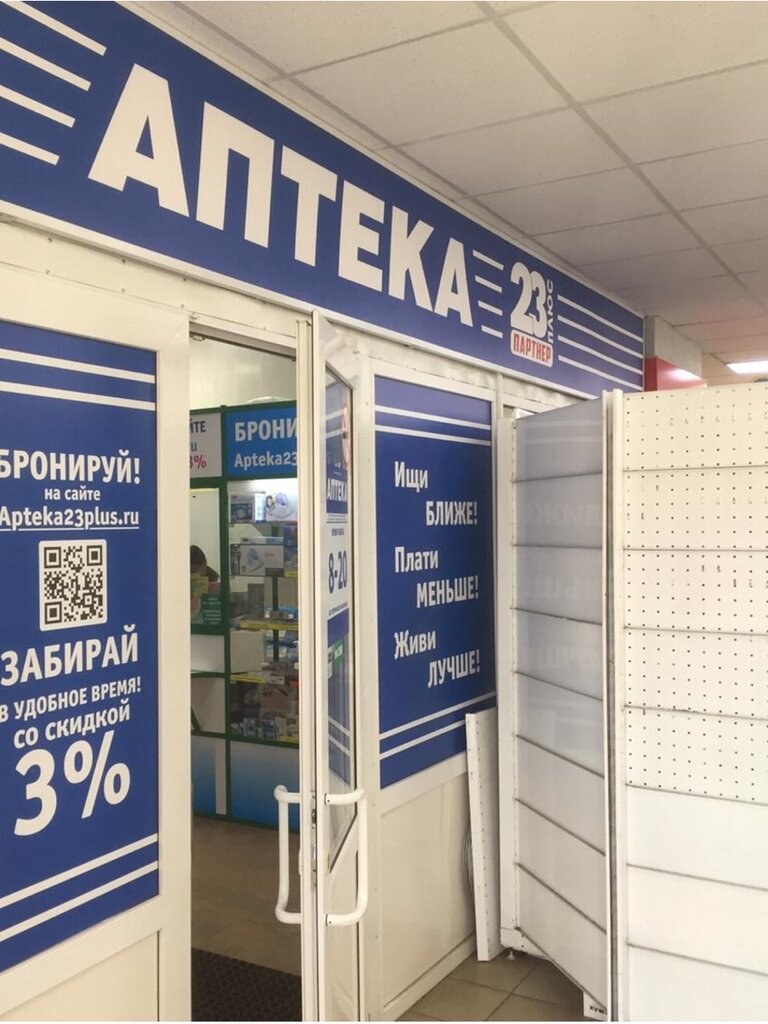 АПТЕКА
23
ПЛЮС
ПАРТНЕР
БРОНИРУЙ!
на сайте
Apteka23plus.ru
ЗАБИРАЙ
В УДОБНОЕ ВРЕМЯ!
СО СКИДКОЙ
3%
БРОНИ
Apteka23
АПТЕКА
8-20
Ищи
БЛИЖЕ!
Плати
МЕНЬШЕ!
Живи
ЛУЧШЕ!